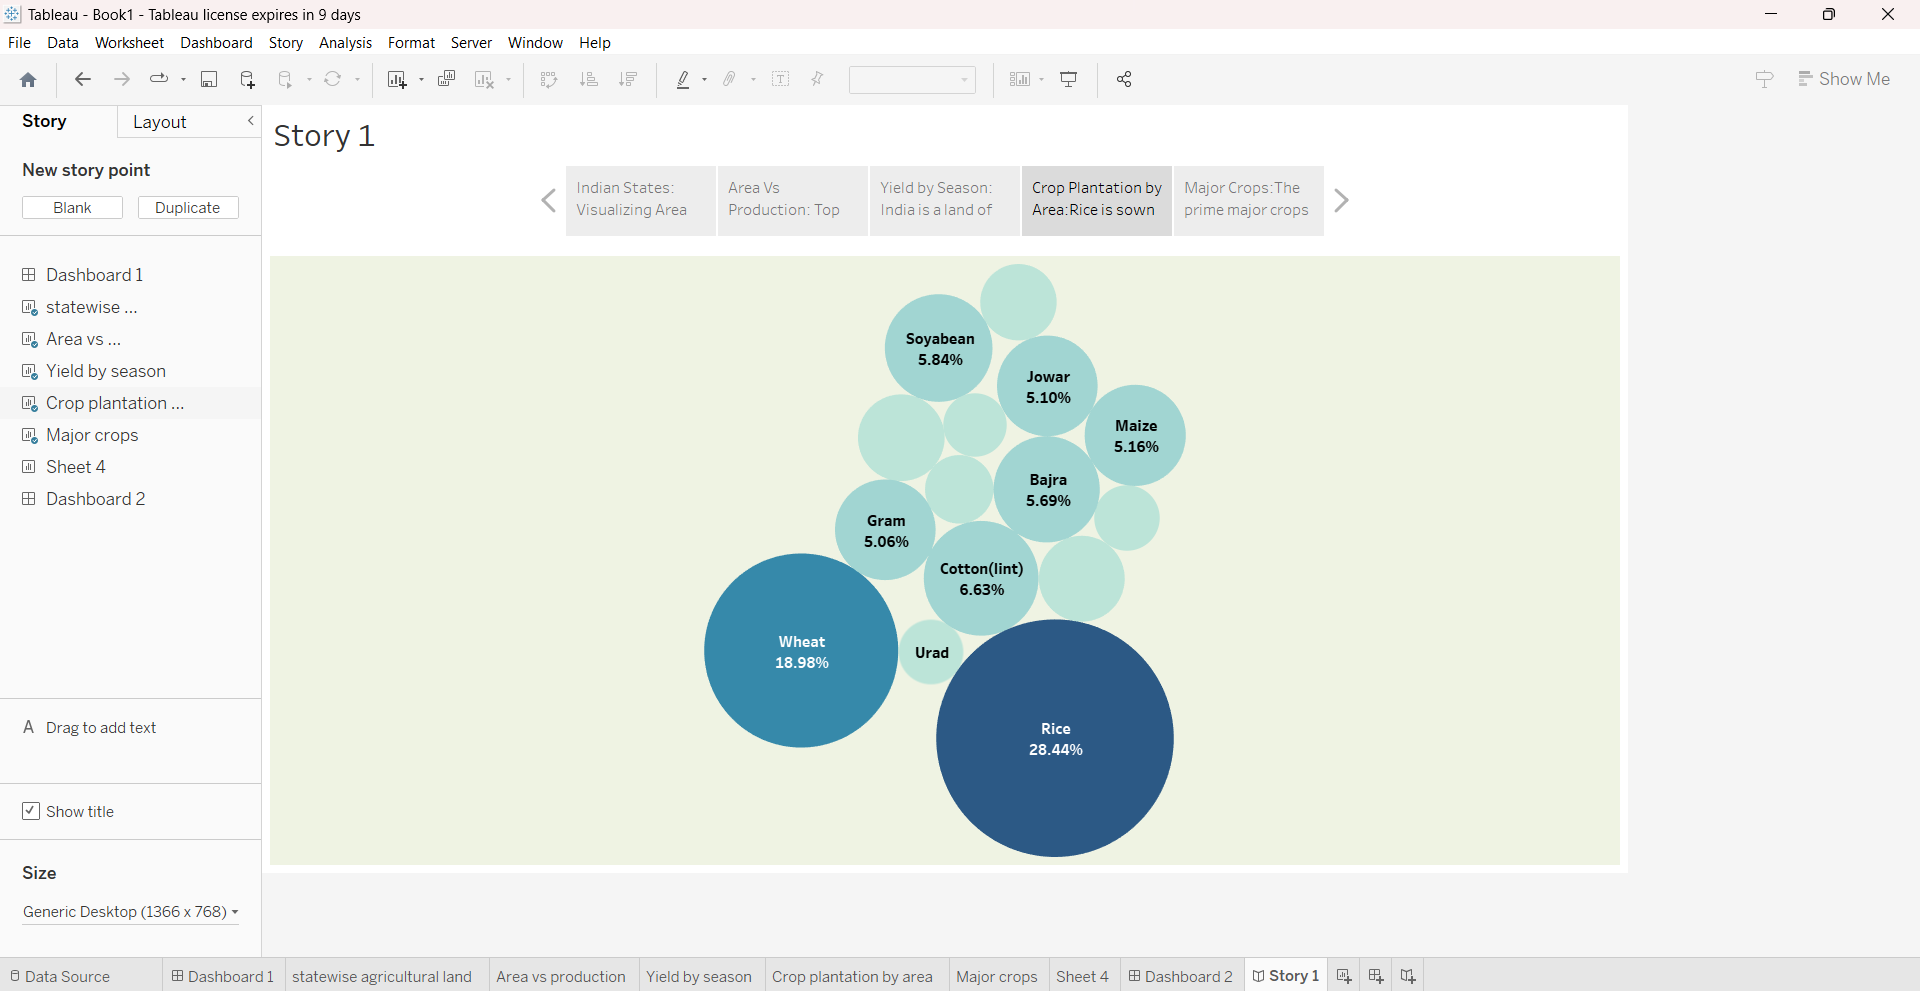 Tableau - Book1 - Tableau license expires in 9 days
File Data Worksheet Dashboard Story Analysis Format Server Window Help
Show Me
Story Layout
New story point
Blank Duplicate
Dashboard 1
statewise ...
Area vs ...
Yield by season
Crop plantation ...
Major crops
Sheet 4
Dashboard 2
A Drag to add text
Show title
Size
Generic Desktop (1366 x 768)
Story 1
Indian States:
Visualizing Area
Area Vs
Production: Top
Yield by Season:
India is a land of
Crop Plantation by
Area:Rice is sown
Major Crops:The
prime major crops
Soyabean
5.84%
Jowar
5.10%
Maize
5.16%
Bajra
5.69%
Gram
5.06%
Cotton(lint)
6.63%
Wheat
18.98%
Urad
Rice
28.44%
Data Source Dashboard 1 statewise agricultural land Area vs production Yield by season Crop plantation by area Major crops Sheet 4 Dashboard 2 Story 1